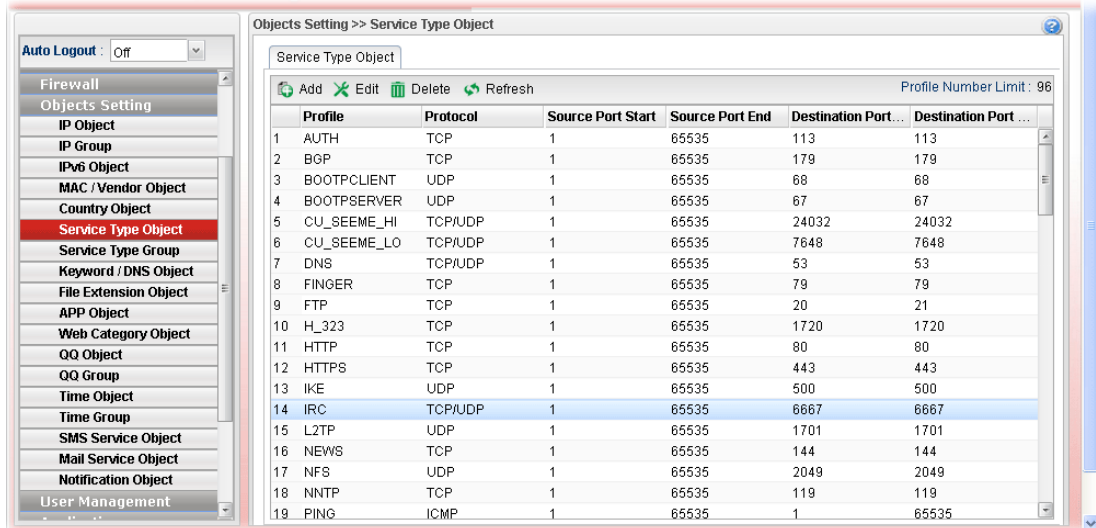 Objects Setting >> Service Type Object
Auto Logout : Off
Firewall
Objects Setting
IP Object
IP Group
IPv6 Object
MAC / Vendor Object
Country Object
Service Type Object
Service Type Group
Keyword / DNS Object
File Extension Object
APP Object
Web Category Object
QQ Object
QQ Group
Time Object
Time Group
SMS Service Object
Mail Service Object
Notification Object
User Management
Service Type Object
Add Edit Delete Refresh Profile Number Limit : 96
Profile Protocol Source Port Start Source Port End Destination Port... Destination Port ...
1 AUTH TCP 1 65535 113 113
2 BGP TCP 1 65535 179 179
3 BOOTPCLIENT UDP 1 65535 68 68
4 BOOTPSERVER UDP 1 65535 67 67
5 CU_SEEME_HI TCP/UDP 1 65535 24032 24032
6 CU_SEEME_LO TCP/UDP 1 65535 7648 7648
7 DNS TCP/UDP 1 65535 53 53
8 FINGER TCP 1 65535 79 79
9 FTP TCP 1 65535 20 21
10 H_323 TCP 1 65535 1720 1720
11 HTTP TCP 1 65535 80 80
12 HTTPS TCP 1 65535 443 443
13 IKE UDP 1 65535 500 500
14 IRC TCP/UDP 1 65535 6667 6667
15 L2TP UDP 1 65535 1701 1701
16 NEWS TCP 1 65535 144 144
17 NFS UDP 1 65535 2049 2049
18 NNTP TCP 1 65535 119 119
19 PING ICMP 1 65535 1 65535